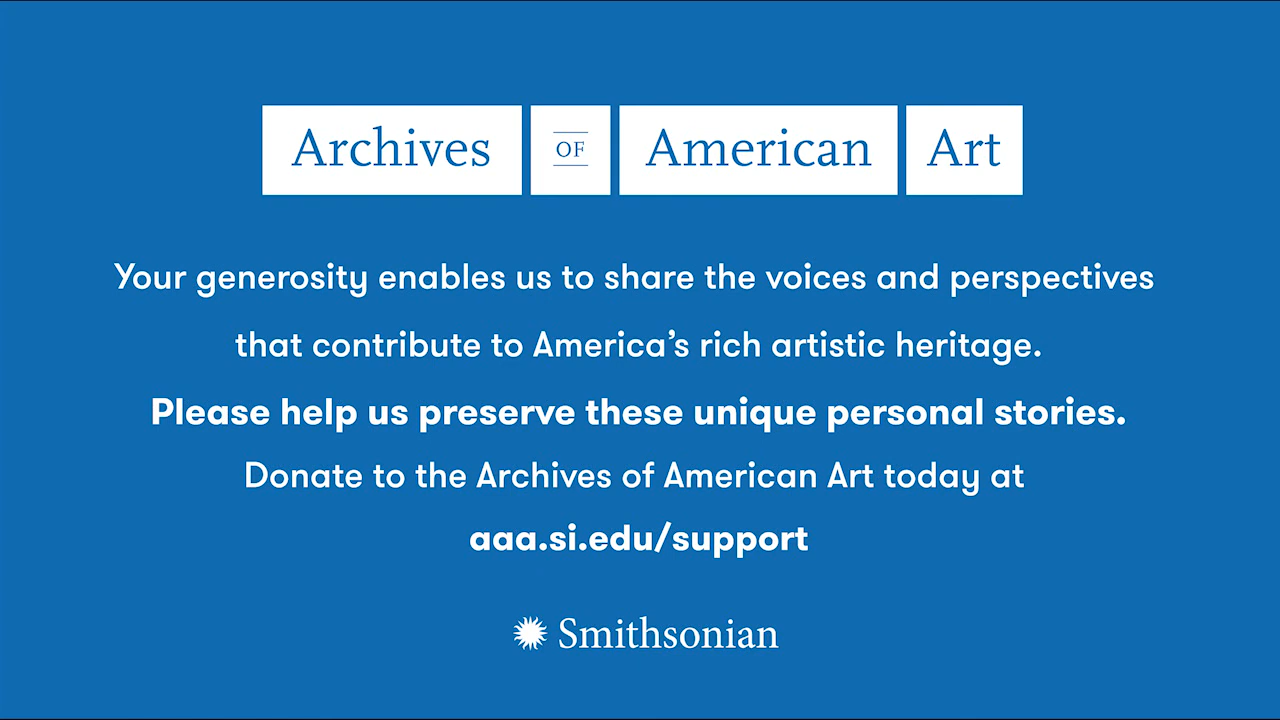 Archives OF American Art
Your generosity enables us to share the voices and perspectives
that contribute to America's rich artistic heritage.
Please help us preserve these unique personal stories.
Donate to the Archives of American Art today at
aaa.si.edu/support
Smithsonian